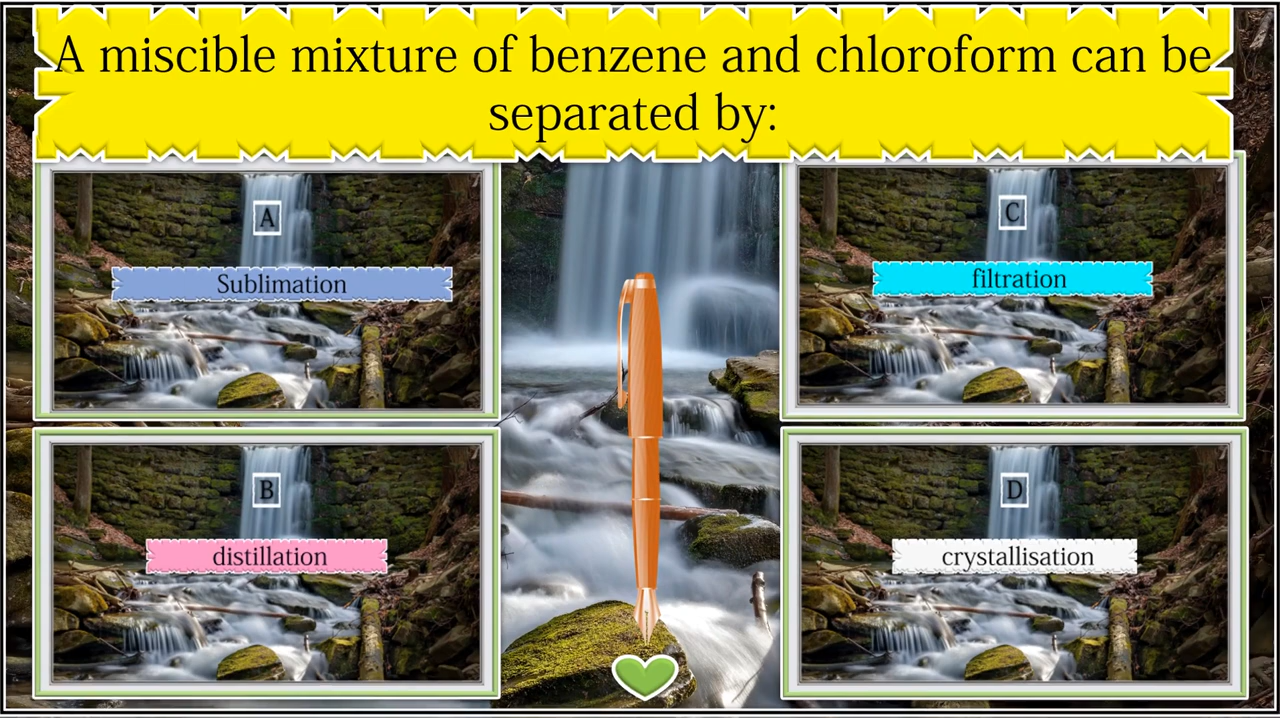 A miscible mixture of benzene and chloroform can be
separated by:
A
Sublimation
B
distillation
C
filtration
D
crystallisation